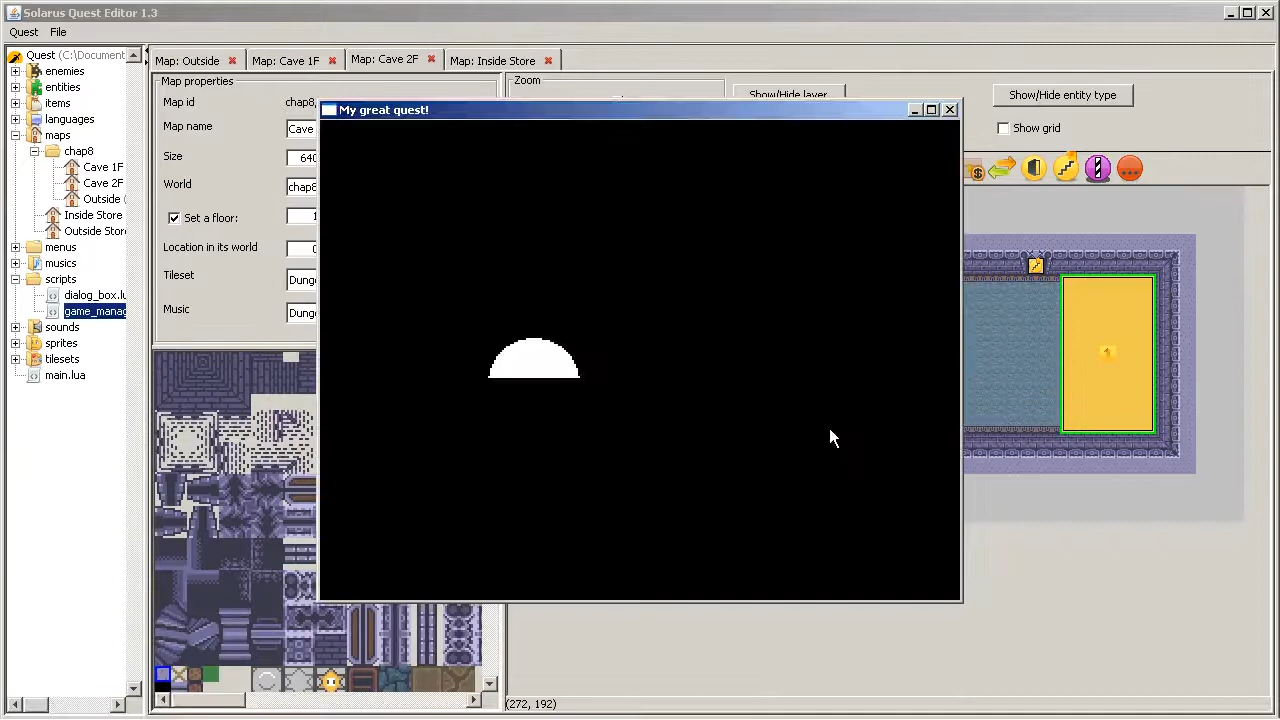 Solarus Quest Editor 1.3
Quest File
Quest (C:\Document
enemies
entities
items
languages
maps
chap8
Cave 1F
Cave 2F
Outside (
Inside Store
Outside Store
menus
musics
scripts
dialog_box.lu
game_manag
sounds
sprites
tilesets
main.lua
Map: Outside
Map: Cave 1F
Map: Cave 2F
Map: Inside Store
Map properties
Map id chap8,
Map name Cave
Size 640
World chap8
Set a floor: 1
Location in its world 0
Tileset Dunge
Music Dunge
Zoom
Show/Hide layer
Show/Hide entity type
Show grid
My great quest!
(272, 192)